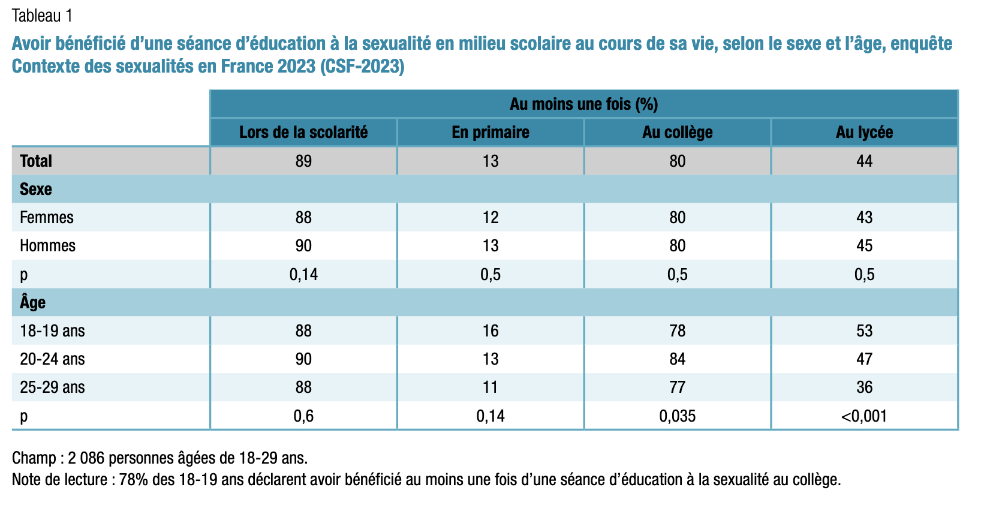 Tableau 1
Avoir bénéficié d’une séance d’éducation à la sexualité en milieu scolaire au cours de sa vie, selon le sexe et l’âge, enquête
Contexte des sexualités en France 2023 (CSF-2023)
Au moins une fois (%)
Lors de la scolarité En primaire Au collège Au lycée
Total 89 13 80 44
Sexe
Femmes 88 12 80 43
Hommes 90 13 80 45
p 0,14 0,5 0,5 0,5
Âge
18-19 ans 88 16 78 53
20-24 ans 90 13 84 47
25-29 ans 88 11 77 36
p 0,6 0,14 0,035 <0,001
Champ : 2 086 personnes âgées de 18-29 ans.
Note de lecture : 78% des 18-19 ans déclarent avoir bénéficié au moins une fois d’une séance d’éducation à la sexualité au collège.